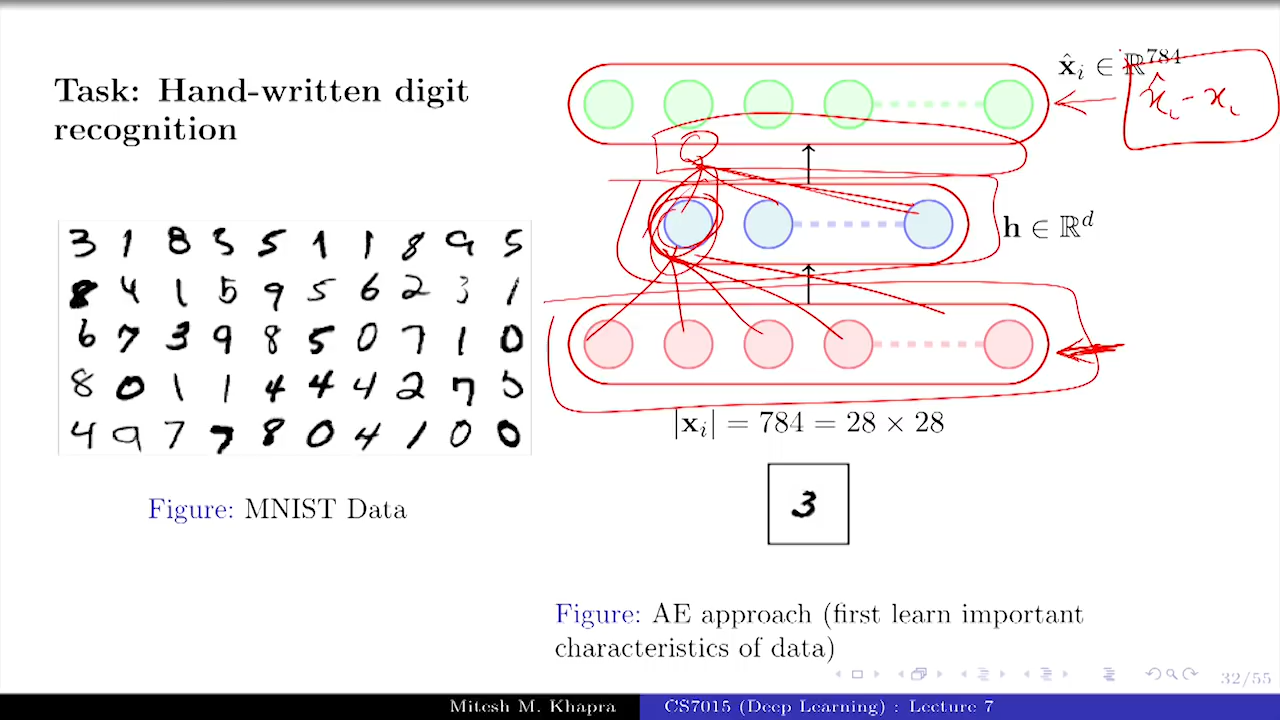 Task: Hand-written digit
recognition
3 1 8 3 5 1 1 8 9 5
8 4 1 5 9 5 6 2 3 1
6 7 3 9 8 5 0 7 1 0
8 0 1 1 4 4 4 2 7 5
4 9 7 7 8 0 4 1 0 0
Figure: MNIST Data
x̂ᵢ ∈ ℝ⁷⁸⁴
x̂ᵢ - xᵢ
h ∈ ℝᵈ
|xᵢ| = 784 = 28 × 28
3
Figure: AE approach (first learn important
characteristics of data)
32/55
Mitesh M. Khapra CS7015 (Deep Learning) : Lecture 7